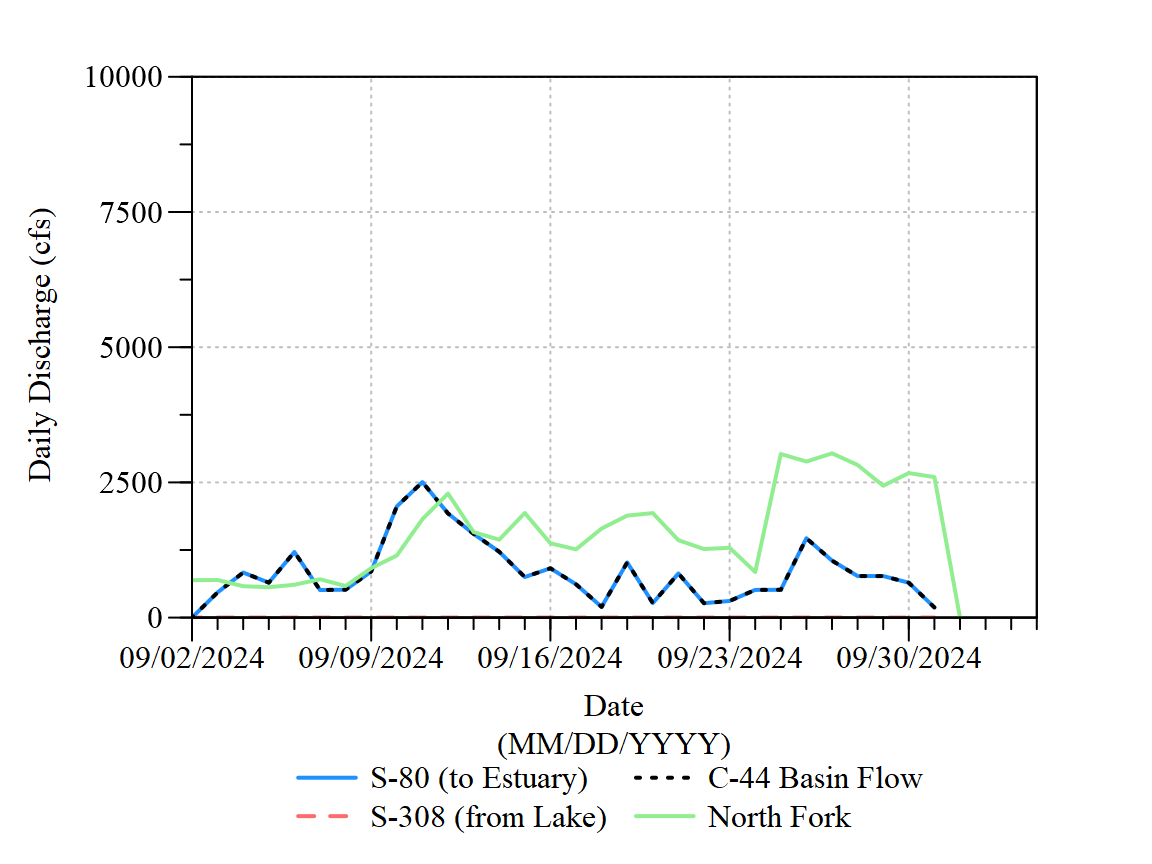 10000
7500
5000
2500
0
Daily Discharge (cfs)
09/02/2024 09/09/2024 09/16/2024 09/23/2024 09/30/2024
Date
(MM/DD/YYYY)
S-80 (to Estuary) C-44 Basin Flow
S-308 (from Lake) North Fork